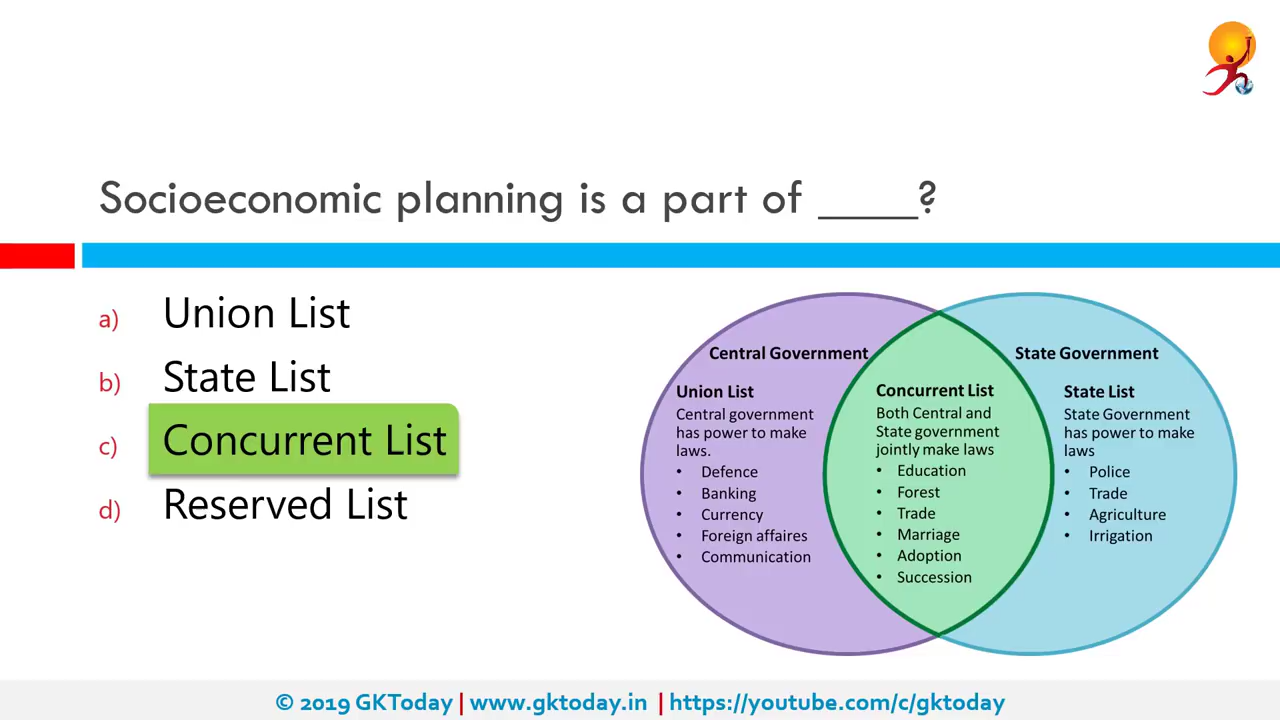 Socioeconomic planning is a part of ____?
a) Union List
b) State List
c) Concurrent List
d) Reserved List
Central Government
Union List
Central government
has power to make
laws.
• Defence
• Banking
• Currency
• Foreign affaires
• Communication
Concurrent List
Both Central and
State government
jointly make laws
• Education
• Forest
• Trade
• Marriage
• Adoption
• Succession
State Government
State List
State Government
has power to make
laws
• Police
• Trade
• Agriculture
• Irrigation
© 2019 GKToday | www.gktoday.in | https://youtube.com/c/gktoday